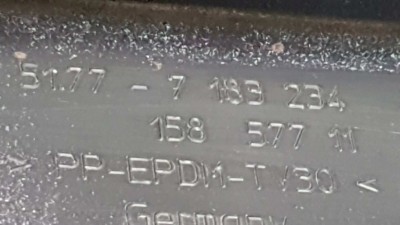 51.77 - 7 183 234
158 577 11
> PP-EPDM-T /30 <
Germany